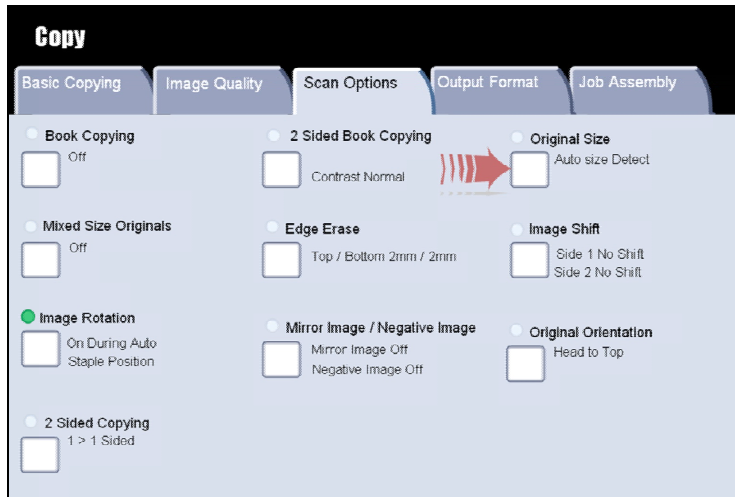 Copy
Basic Copying
Image Quality
Scan Options
Output Format
Job Assembly
Book Copying
Off
2 Sided Book Copying
Contrast Normal
Original Size
Auto size Detect
Mixed Size Originals
Off
Edge Erase
Top / Bottom 2mm / 2mm
Image Shift
Side 1 No Shift
Side 2 No Shift
Image Rotation
On During Auto
Staple Position
Mirror Image / Negative Image
Mirror Image Off
Negative Image Off
Original Orientation
Head to Top
2 Sided Copying
1 > 1 Sided